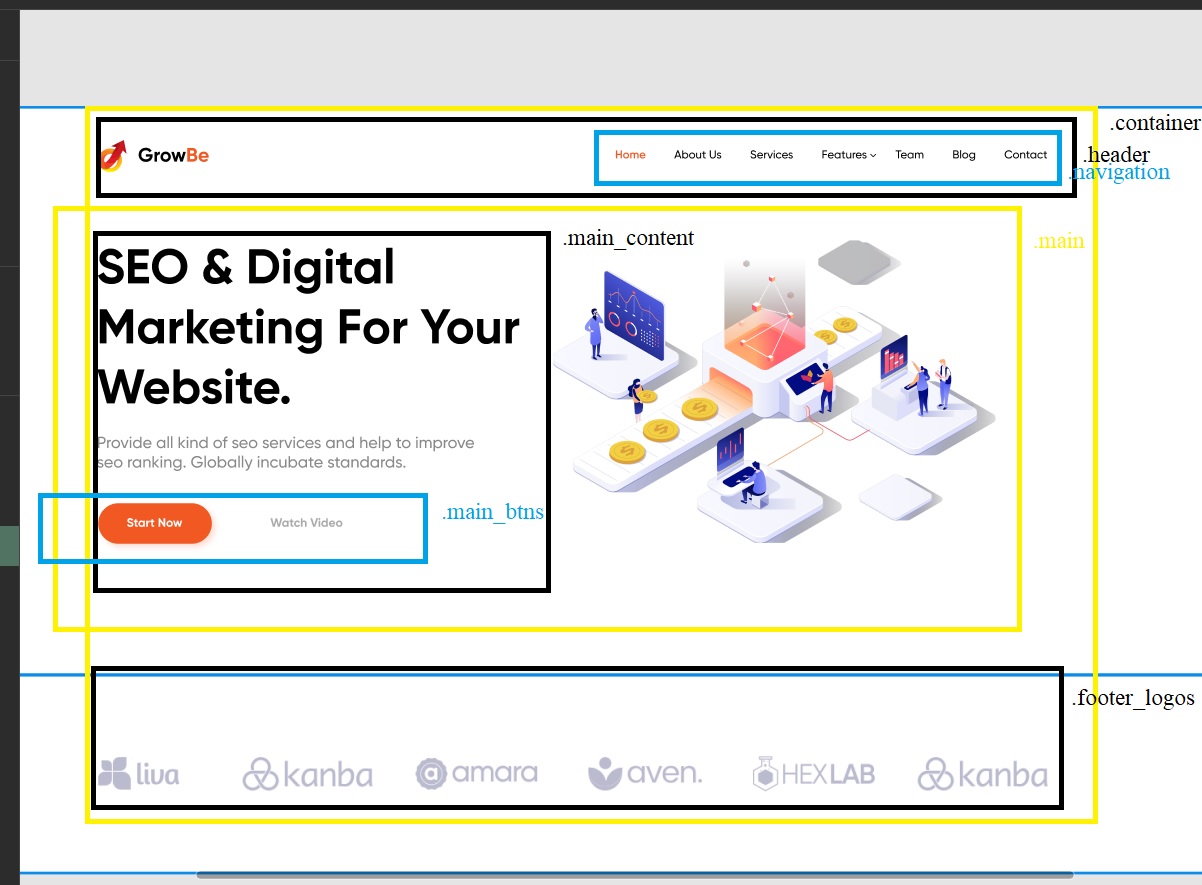 .container
GrowBe
Home About Us Services Features Team Blog Contact
.header
.navigation
.main_content
.main
SEO & Digital
Marketing For Your
Website.
Provide all kind of seo services and help to improve
seo ranking. Globally incubate standards.
Start Now Watch Video
.main_btns
.footer_logos
liva kanba amara aven. HEXLAB kanba